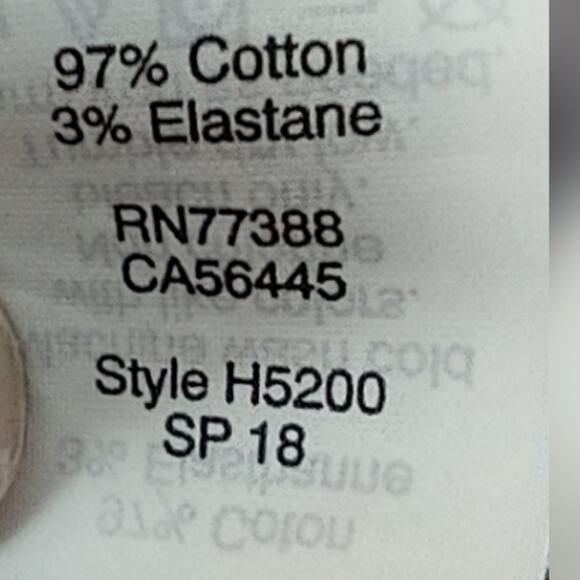 97% Cotton
3% Elastane
RN77388
CA56445
Style H5200
SP 18